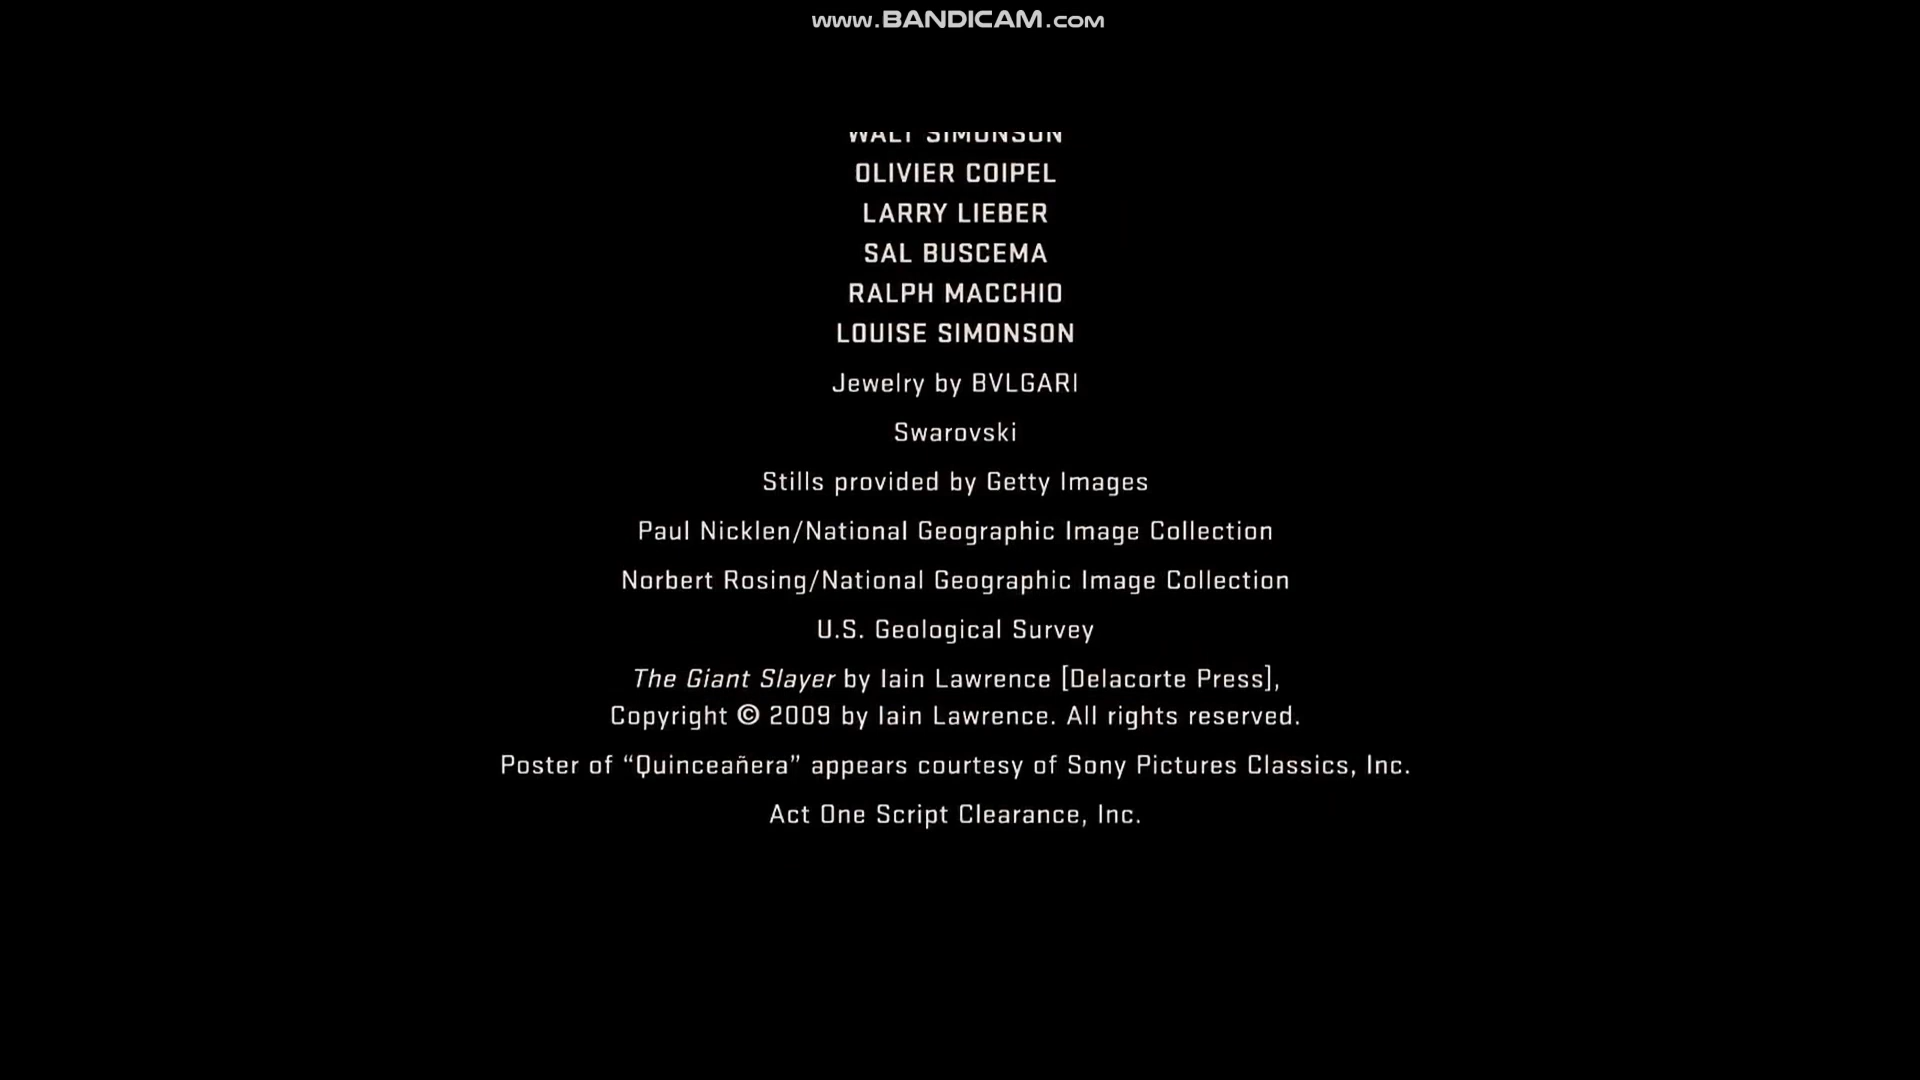 www.BANDICAM.com
WALT SIMONSON
OLIVIER COIPEL
LARRY LIEBER
SAL BUSCEMA
RALPH MACCHIO
LOUISE SIMONSON
Jewelry by BVLGARI
Swarovski
Stills provided by Getty Images
Paul Nicklen/National Geographic Image Collection
Norbert Rosing/National Geographic Image Collection
U.S. Geological Survey
The Giant Slayer by Iain Lawrence [Delacorte Press],
Copyright © 2009 by Iain Lawrence. All rights reserved.
Poster of “Quinceañera” appears courtesy of Sony Pictures Classics, Inc.
Act One Script Clearance, Inc.